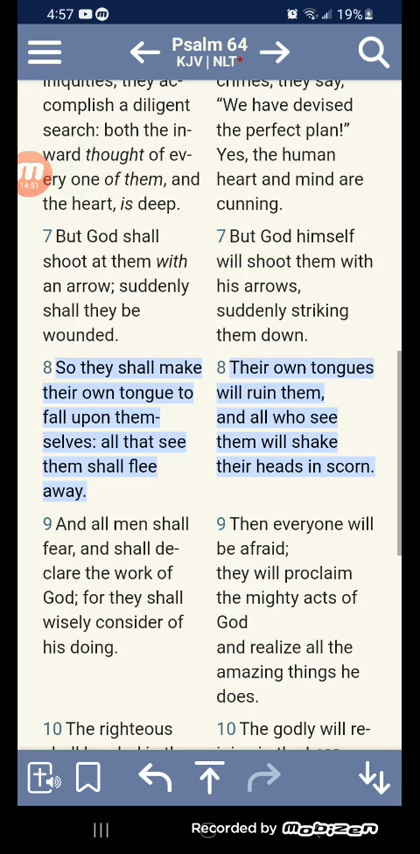 4:57
19%
Psalm 64
KJV | NLT*
iniquities; they ac-
complish a diligent
search: both the in-
ward thought of ev-
ery one of them, and
the heart, is deep.
7 But God shall
shoot at them with
an arrow; suddenly
shall they be
wounded.
8 So they shall make
their own tongue to
fall upon them-
selves: all that see
them shall flee
away.
9 And all men shall
fear, and shall de-
clare the work of
God; for they shall
wisely consider of
his doing.
10 The righteous
crimes, they say,
“We have devised
the perfect plan!”
Yes, the human
heart and mind are
cunning.
7 But God himself
will shoot them with
his arrows,
suddenly striking
them down.
8 Their own tongues
will ruin them,
and all who see
them will shake
their heads in scorn.
9 Then everyone will
be afraid;
they will proclaim
the mighty acts of
God
and realize all the
amazing things he
does.
10 The godly will re-
14:51
Recorded by Mobizen